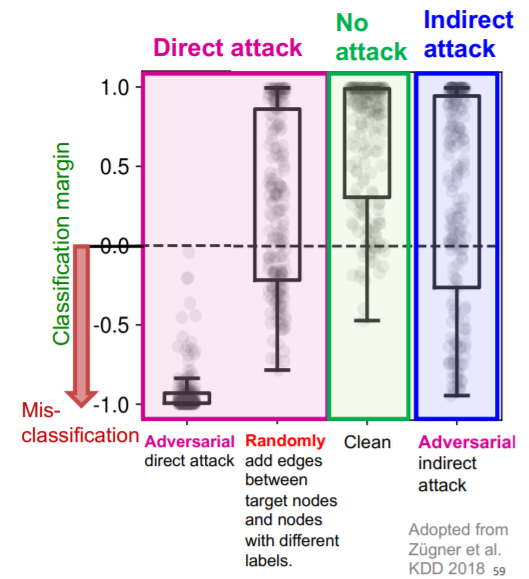 Direct attack
No
attack
Indirect
attack
Classification margin
1.0
0.5
0.0
-0.5
-1.0
Mis-
classification
Adversarial
direct attack
Randomly
add edges
between
target nodes
and nodes
with different
labels.
Clean
Adversarial
indirect
attack
Adopted from
Zügner et al.
KDD 2018 59